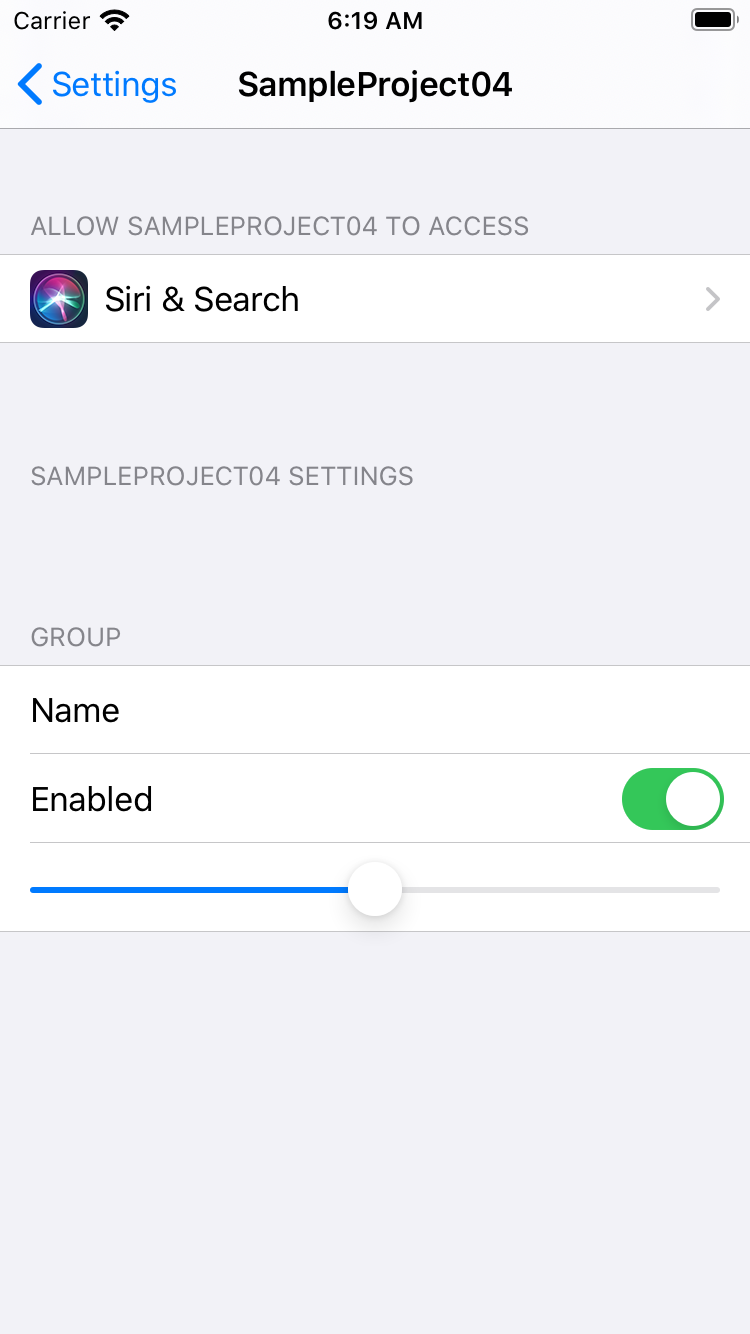 Carrier 6:19 AM
Settings SampleProject04
ALLOW SAMPLEPROJECT04 TO ACCESS
Siri & Search
SAMPLEPROJECT04 SETTINGS
GROUP
Name
Enabled